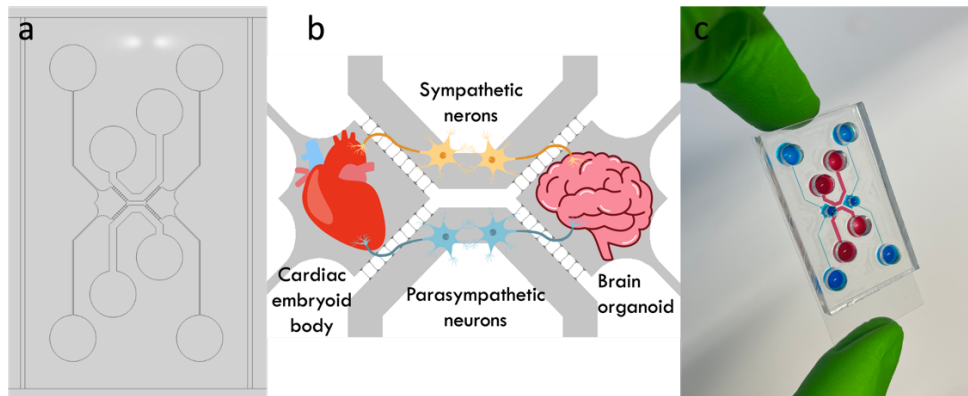 a
b
c
Sympathetic
nerons
Cardiac
embryoid
body
Parasympathetic
neurons
Brain
organoid